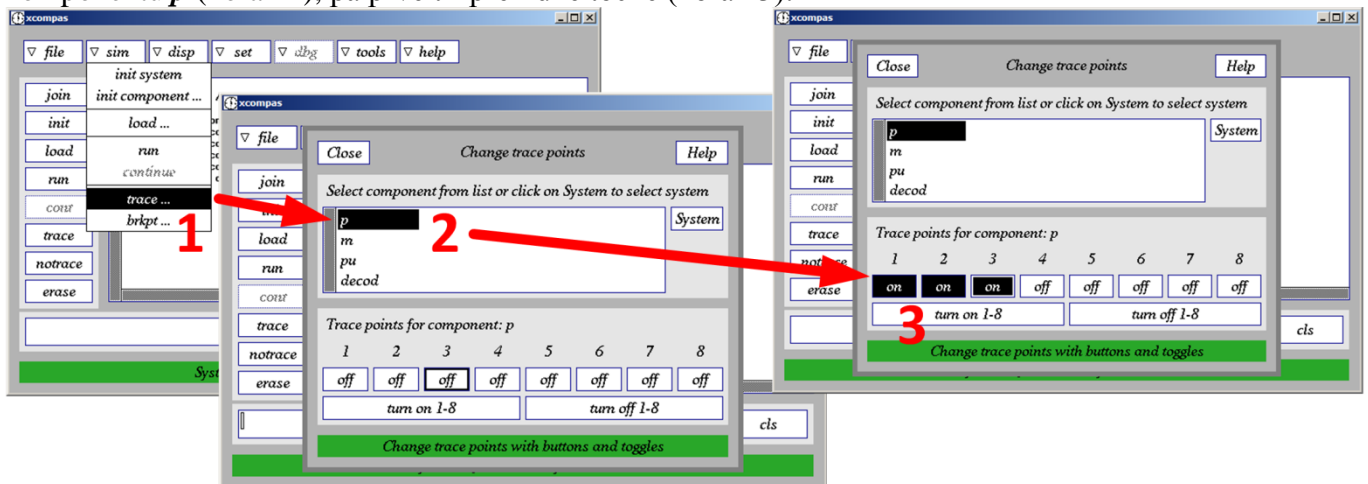 xcompas
file sim disp set dbg tools help
init system
init component ...
load ...
run
continue
trace ...
brkpt ...
join
init
load
run
cont
trace
notrace
erase
1
xcompas
file
Close Change trace points Help
Select component from list or click on System to select system
p
m
pu
decod
System
2
join
load
run
cont
trace
notrace
erase
Trace points for component: p
1 2 3 4 5 6 7 8
off off off off off off off off
turn on 1-8 turn off 1-8
cls
Change trace points with buttons and toggles
xcompas
file
Close Change trace points Help
Select component from list or click on System to select system
p
m
pu
decod
System
join
init
load
run
cont
trace
notrace
erase
Trace points for component: p
1 2 3 4 5 6 7 8
on on on off off off off off
3
turn on 1-8 turn off 1-8
cls
Change trace points with buttons and toggles